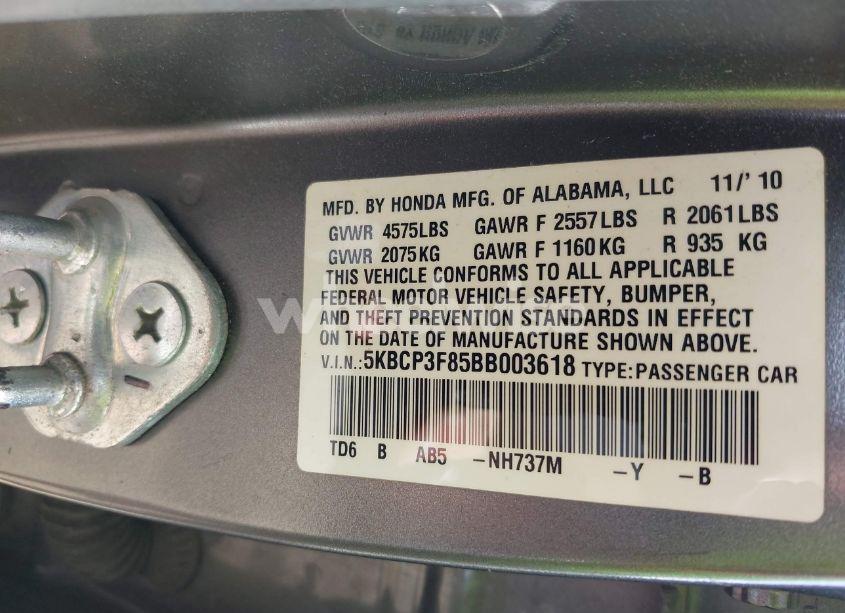 MFD. BY HONDA MFG. OF ALABAMA, LLC 11/' 10
GVWR 4575LBS GAWR F 2557LBS R 2061LBS
GVWR 2075KG GAWR F 1160KG R 935 KG
THIS VEHICLE CONFORMS TO ALL APPLICABLE
FEDERAL MOTOR VEHICLE SAFETY, BUMPER,
AND THEFT PREVENTION STANDARDS IN EFFECT
ON THE DATE OF MANUFACTURE SHOWN ABOVE.
V.I.N.:5KBCP3F85BB003618 TYPE:PASSENGER CAR
TD6 B AB5 -NH737M -Y -B